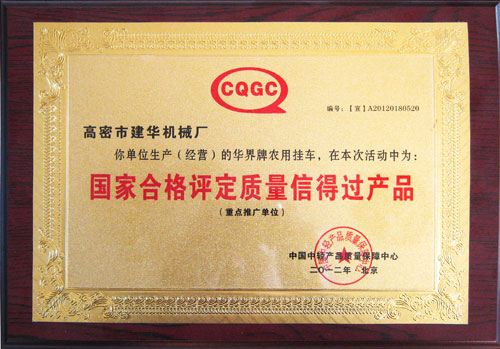 CQGC
编号：【宣】A20120180520
高密市建华机械厂
你单位生产（经营）的华界牌农用挂车，在本次活动中为：
国家合格评定质量信得过产品
（重点推广单位）
中国中轻产品质量保障中心
二〇一二年 北京